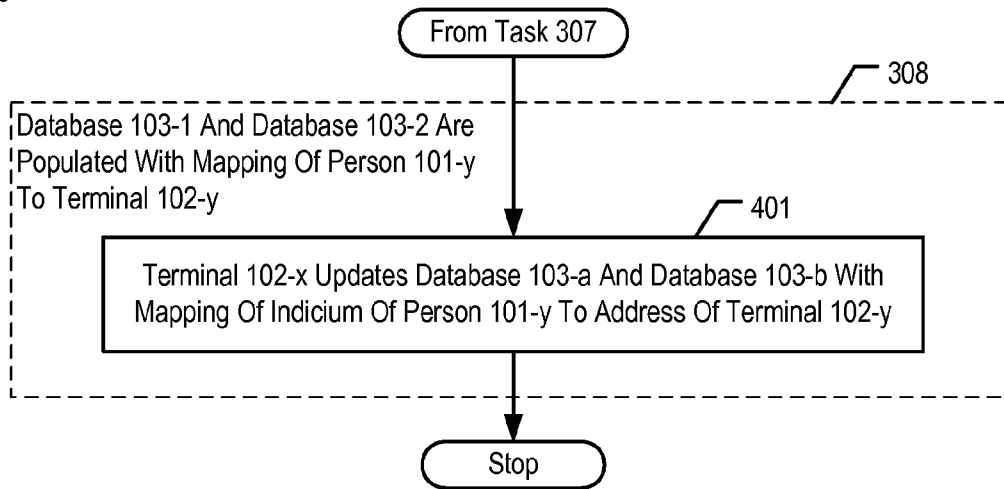 From Task 307
308
Database 103-1 And Database 103-2 Are
Populated With Mapping Of Person 101-y
To Terminal 102-y
401
Terminal 102-x Updates Database 103-a And Database 103-b With
Mapping Of Indicium Of Person 101-y To Address Of Terminal 102-y
Stop